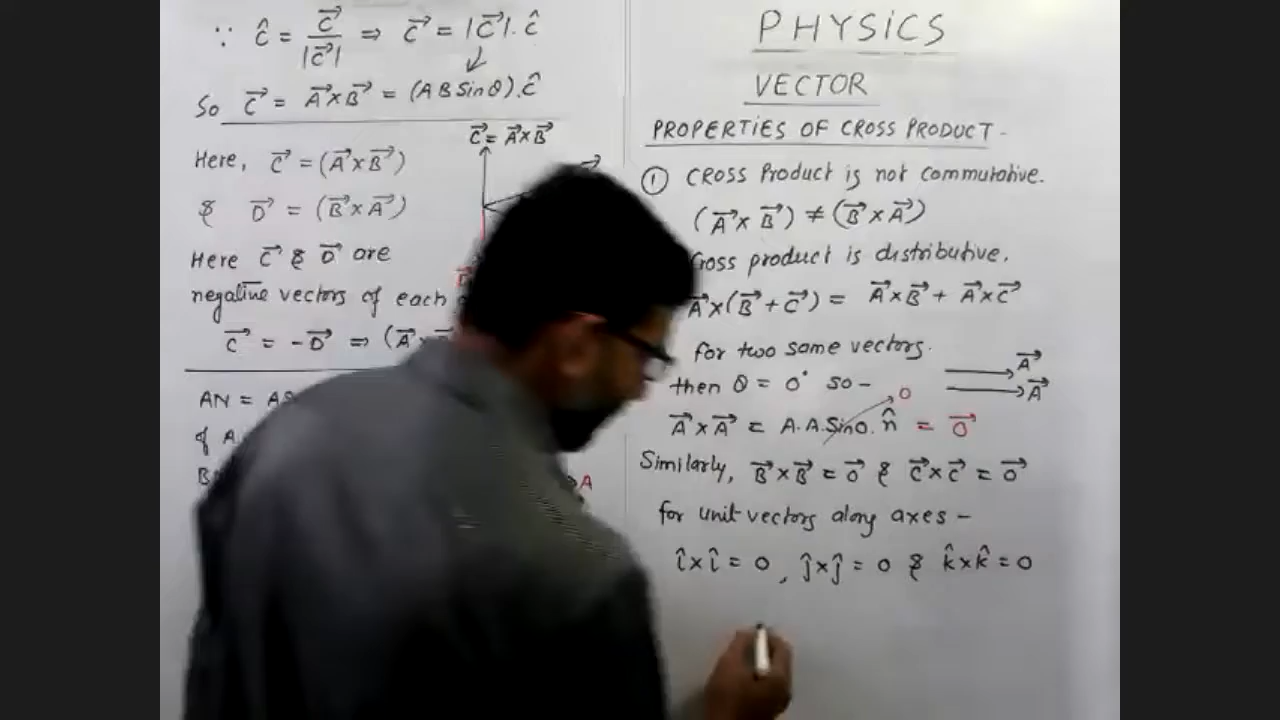 ∵ ĉ = C⃗/|C⃗| ⇒ C⃗ = |C⃗|.ĉ
So C⃗ = A⃗×B⃗ = (A B Sinθ).ĉ
Here, C⃗ = (A⃗×B⃗)
& D⃗ = (B⃗×A⃗)
Here C⃗ & D⃗ are
negative vectors of each
C⃗ = -D⃗ ⇒ (A⃗×
C⃗ = A⃗×B⃗
AN =
of A
A
PHYSICS
VECTOR
PROPERTIES OF CROSS PRODUCT-
① CROSS Product is not commutative.
(A⃗×B⃗) ≠ (B⃗×A⃗)
Cross product is distributive.
A⃗×(B⃗+C⃗) = A⃗×B⃗ + A⃗×C⃗
for two same vectors.
A⃗
then θ = 0° so-
A⃗
0
A⃗×A⃗ = A.A.Sin0.n̂ = 0⃗
Similarly, B⃗×B⃗ = 0⃗ & C⃗×C⃗ = 0⃗
for unit vectors along axes -
î×î = 0, ĵ×ĵ = 0 & k̂×k̂ = 0